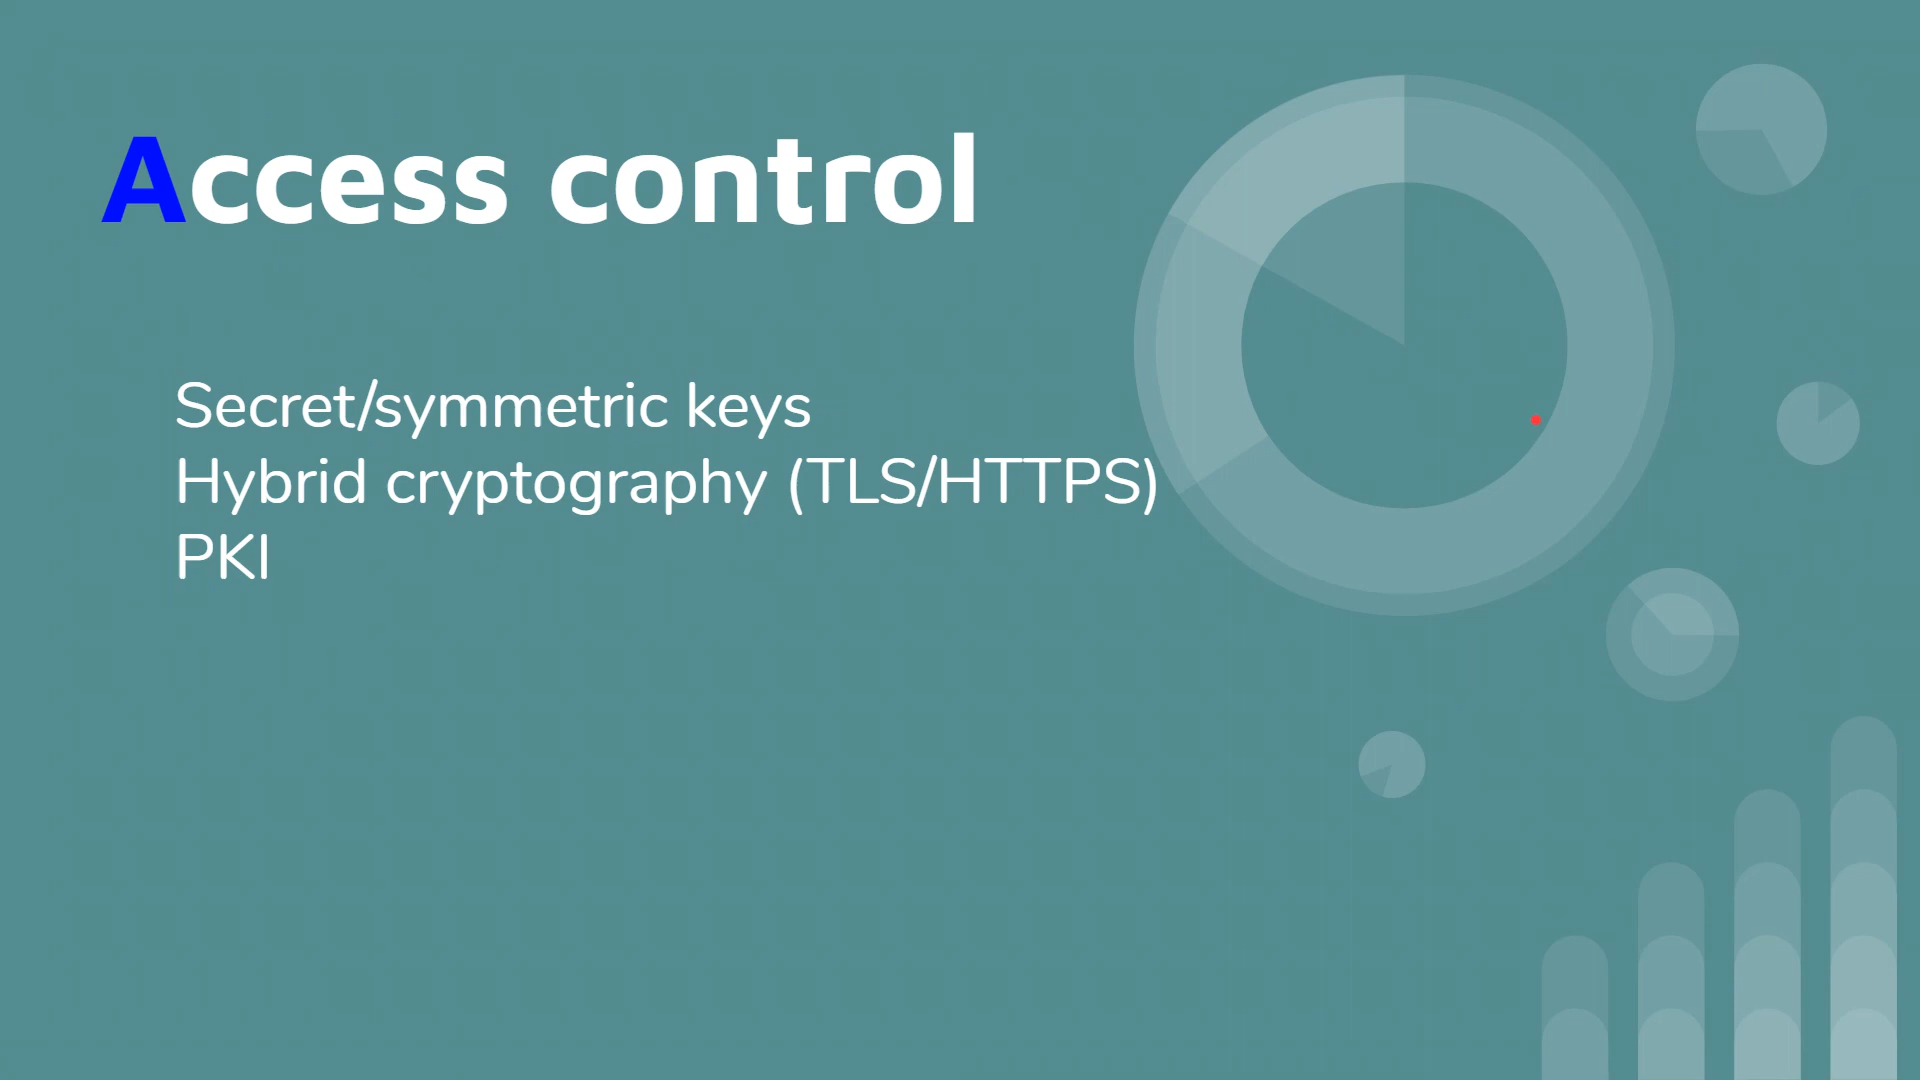 Access control
Secret/symmetric keys
Hybrid cryptography (TLS/HTTPS)
PKI